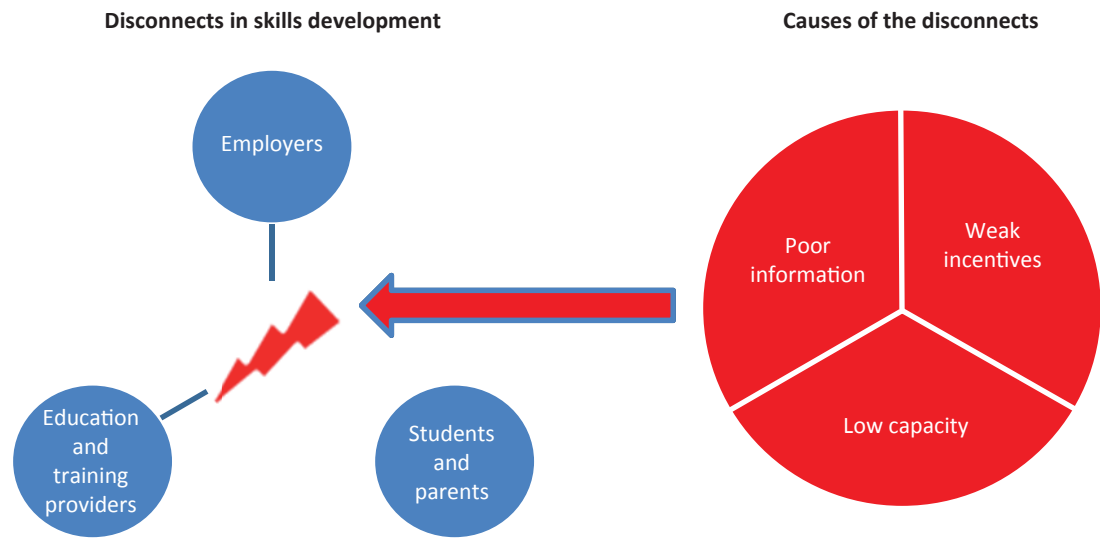 Disconnects in skills development
Causes of the disconnects
Employers
Poor
information
Weak
incentives
Education
and
training
providers
Students
and
parents
Low capacity